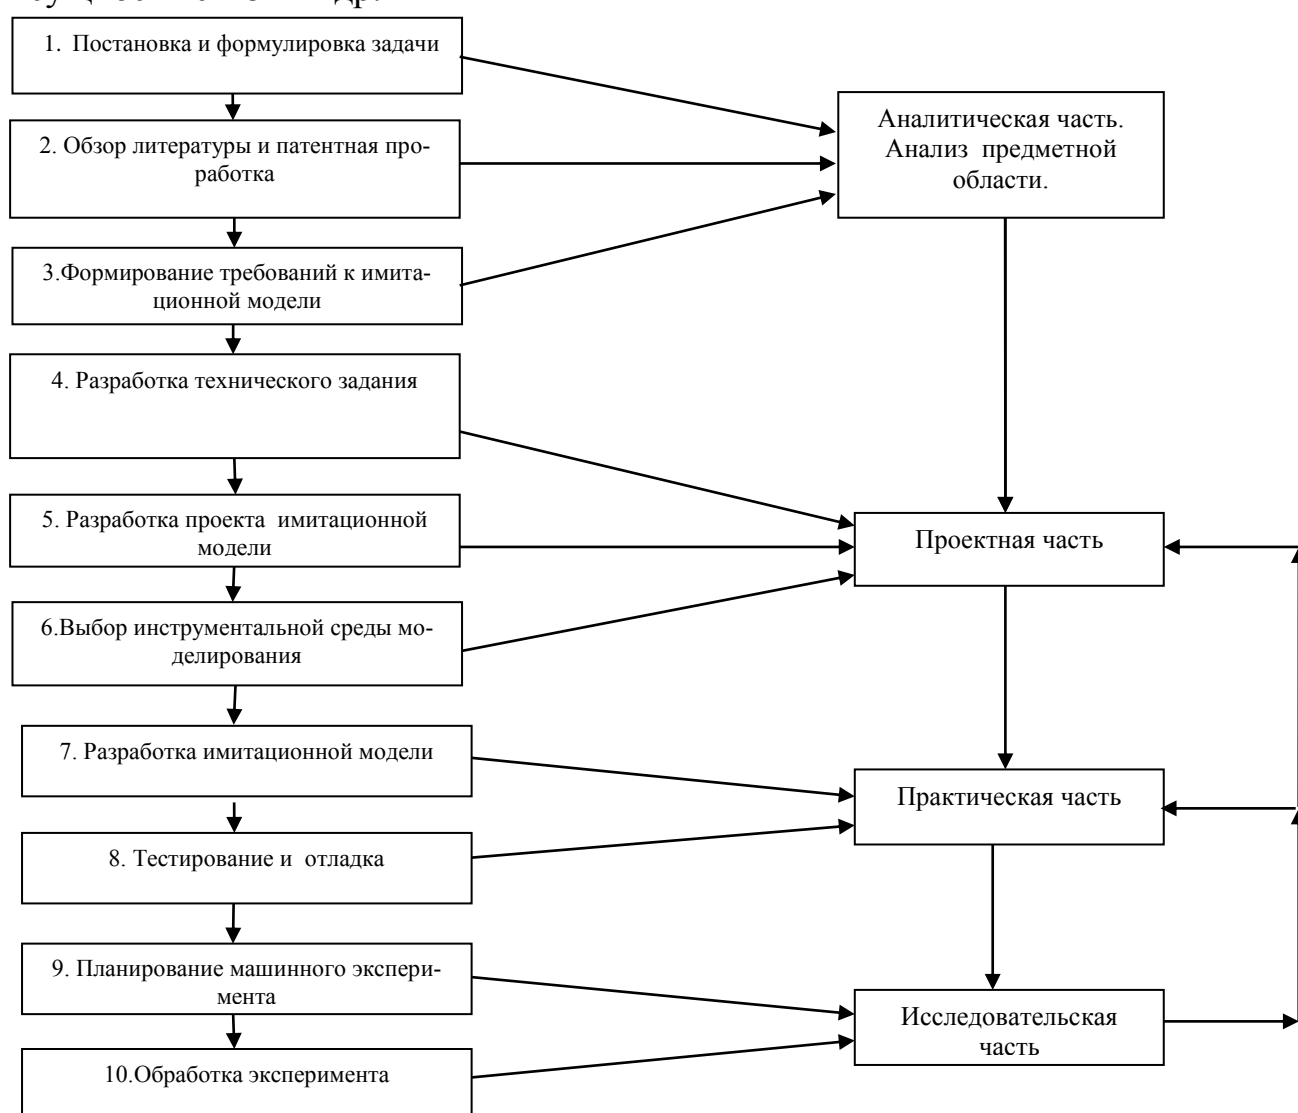 1. Постановка и формулировка задачи
Аналитическая часть.
Анализ предметной
области.
2. Обзор литературы и патентная про-
работка
3.Формирование требований к имита-
ционной модели
4. Разработка технического задания
5. Разработка проекта имитационной
модели
Проектная часть
6.Выбор инструментальной среды мо-
делирования
7. Разработка имитационной модели
Практическая часть
8. Тестирование и отладка
9. Планирование машинного экспери-
мента
Исследовательская
часть
10.Обработка эксперимента